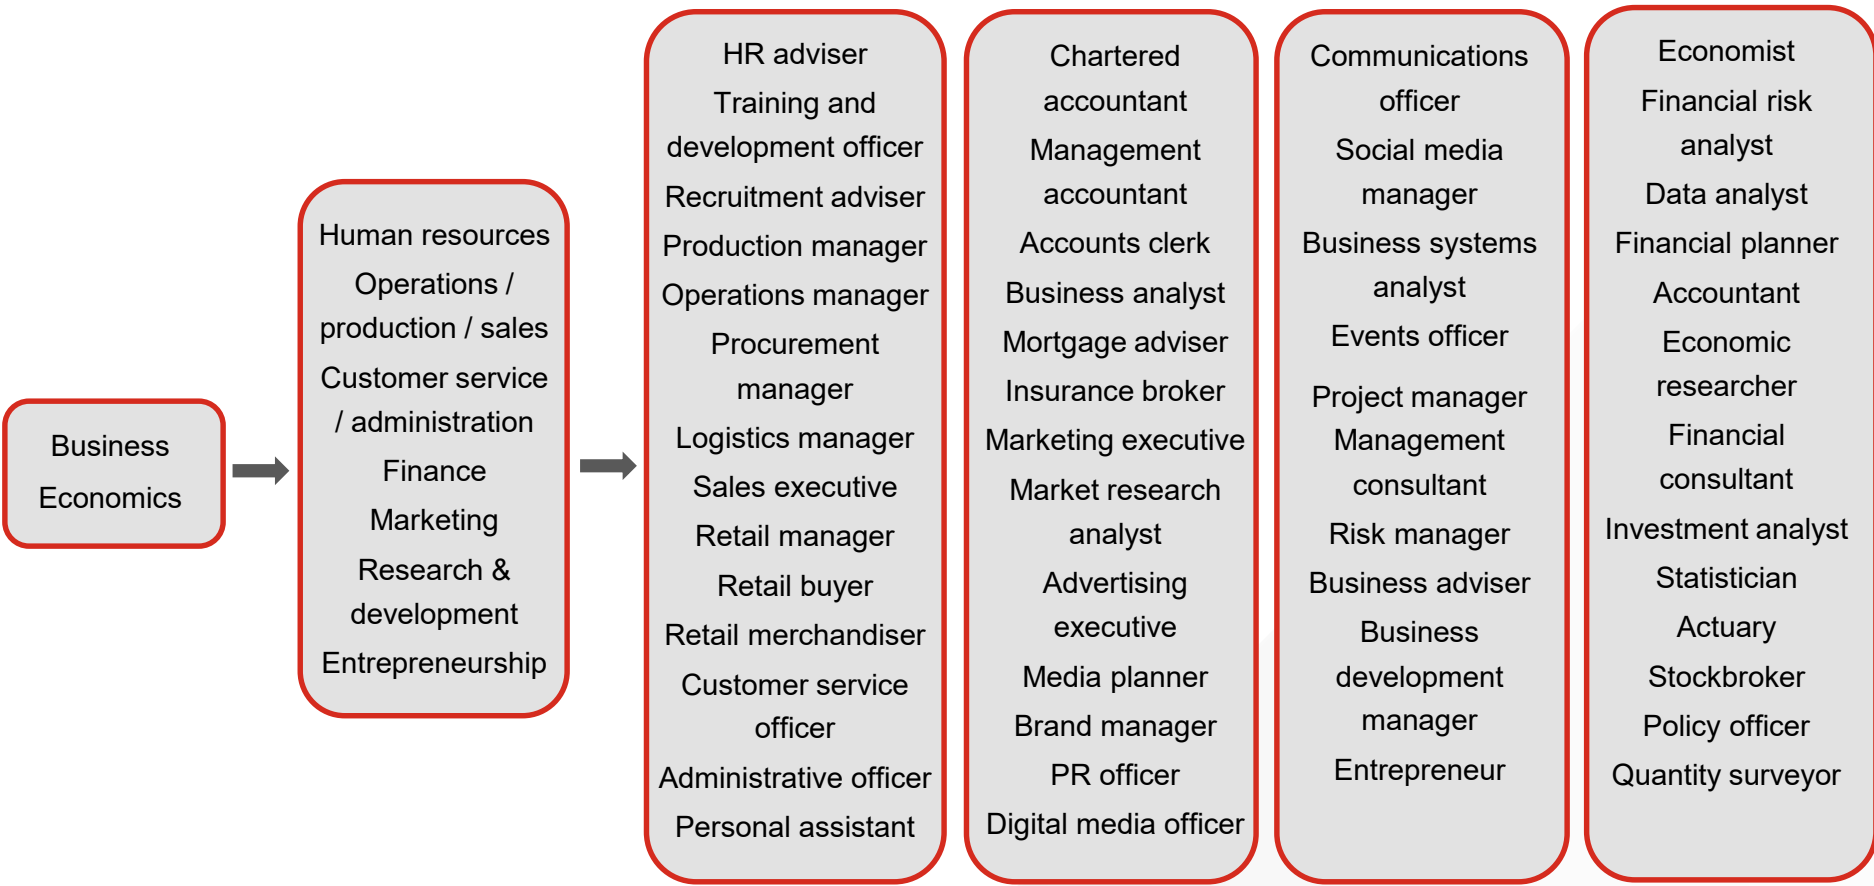 Business
Economics
Human resources
Operations /
production / sales
Customer service
/ administration
Finance
Marketing
Research &
development
Entrepreneurship
HR adviser
Training and
development officer
Recruitment adviser
Production manager
Operations manager
Procurement
manager
Logistics manager
Sales executive
Retail manager
Retail buyer
Retail merchandiser
Customer service
officer
Administrative officer
Personal assistant
Chartered
accountant
Management
accountant
Accounts clerk
Business analyst
Mortgage adviser
Insurance broker
Marketing executive
Market research
analyst
Advertising
executive
Media planner
Brand manager
PR officer
Digital media officer
Communications
officer
Social media
manager
Business systems
analyst
Events officer
Project manager
Management
consultant
Risk manager
Business adviser
Business
development
manager
Entrepreneur
Economist
Financial risk
analyst
Data analyst
Financial planner
Accountant
Economic
researcher
Financial
consultant
Investment analyst
Statistician
Actuary
Stockbroker
Policy officer
Quantity surveyor